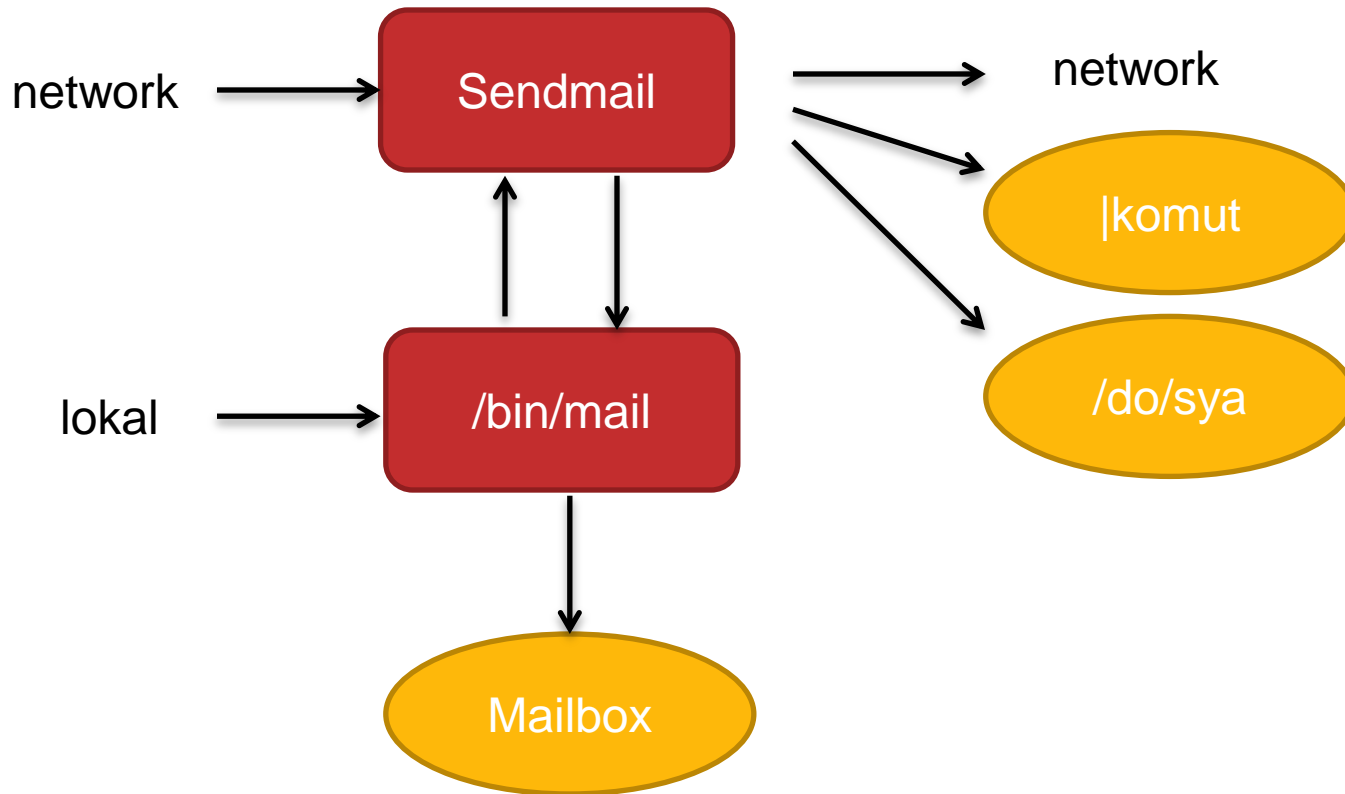 network
Sendmail
network
|komut
lokal
/bin/mail
/do/sya
Mailbox